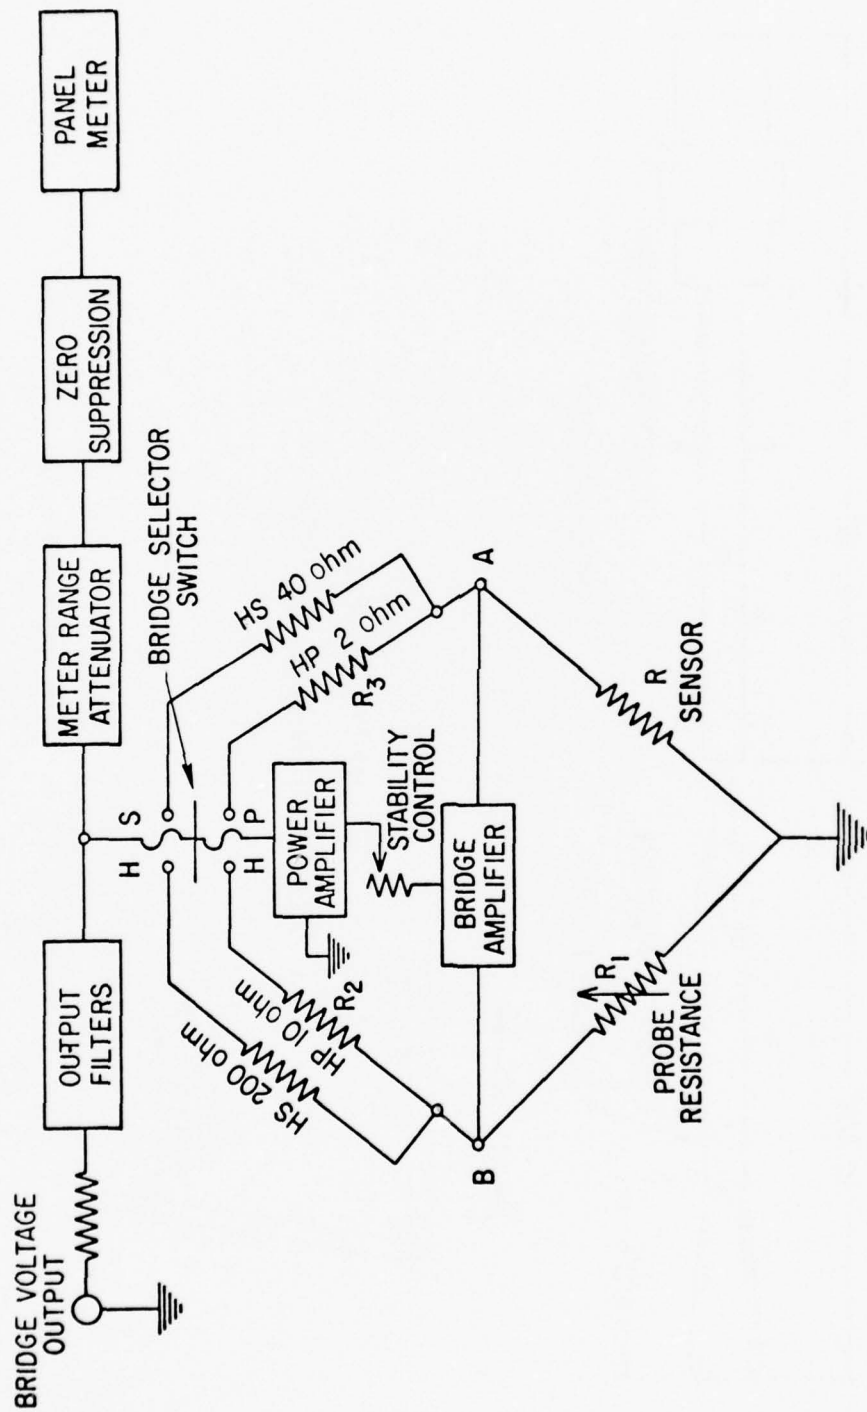 BRIDGE VOLTAGE
OUTPUT
OUTPUT
FILTERS
METER RANGE
ATTENUATOR
ZERO
SUPPRESSION
PANEL
METER
BRIDGE SELECTOR
SWITCH
H
S
H
P
HS 200 ohm
HP 10 ohm
R2
HS 40 ohm
HP 2 ohm
R3
POWER
AMPLIFIER
STABILITY
CONTROL
BRIDGE
AMPLIFIER
B
A
R1
PROBE
RESISTANCE
R
SENSOR